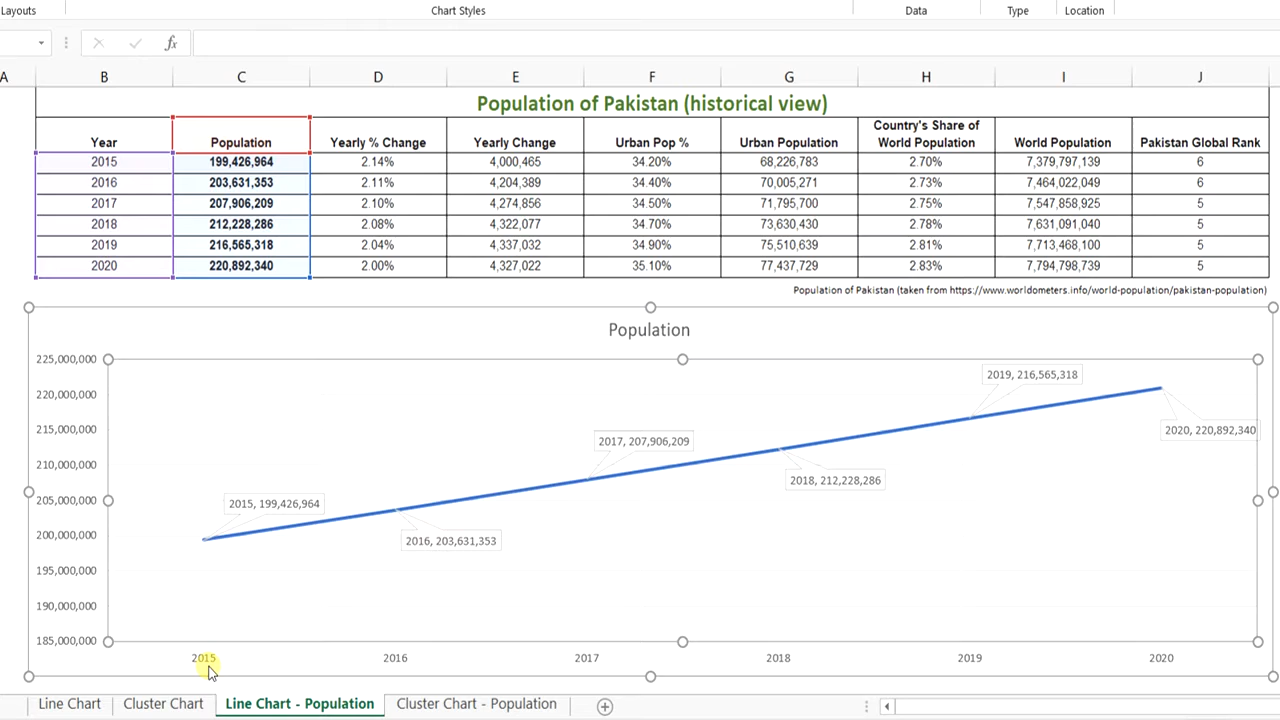 Layouts Chart Styles Data Type Location
fx
A B C D E F G H I J
Population of Pakistan (historical view)
Year Population Yearly % Change Yearly Change Urban Pop % Urban Population Country's Share of World Population World Population Pakistan Global Rank
2015 199,426,964 2.14% 4,000,465 34.20% 68,226,783 2.70% 7,379,797,139 6
2016 203,631,353 2.11% 4,204,389 34.40% 70,005,271 2.73% 7,464,022,049 6
2017 207,906,209 2.10% 4,274,856 34.50% 71,795,700 2.75% 7,547,858,925 5
2018 212,228,286 2.08% 4,322,077 34.70% 73,630,430 2.78% 7,631,091,040 5
2019 216,565,318 2.04% 4,337,032 34.90% 75,510,639 2.81% 7,713,468,100 5
2020 220,892,340 2.00% 4,327,022 35.10% 77,437,729 2.83% 7,794,798,739 5
Population of Pakistan (taken from https://www.worldometers.info/world-population/pakistan-population)
Population
225,000,000
220,000,000
215,000,000
210,000,000
205,000,000
200,000,000
195,000,000
190,000,000
185,000,000
2015, 199,426,964
2016, 203,631,353
2017, 207,906,209
2018, 212,228,286
2019, 216,565,318
2020, 220,892,340
2015 2016 2017 2018 2019 2020
Line Chart Cluster Chart Line Chart - Population Cluster Chart - Population